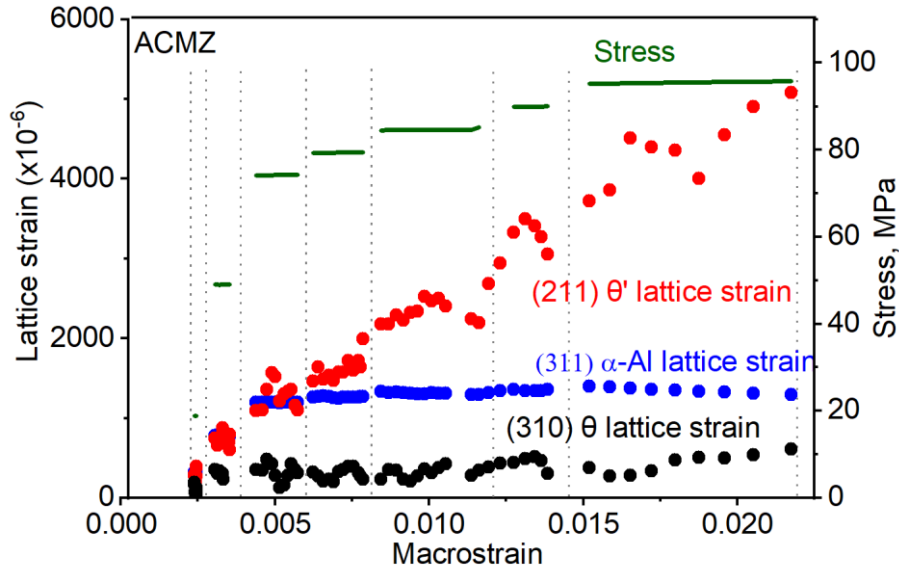 ACMZ
Stress
(211) θ' lattice strain
(311) α-Al lattice strain
(310) θ lattice strain
Lattice strain (x10⁻⁶)
6000
4000
2000
0
Stress, MPa
100
80
60
40
20
0
0.000 0.005 0.010 0.015 0.020
Macrostrain